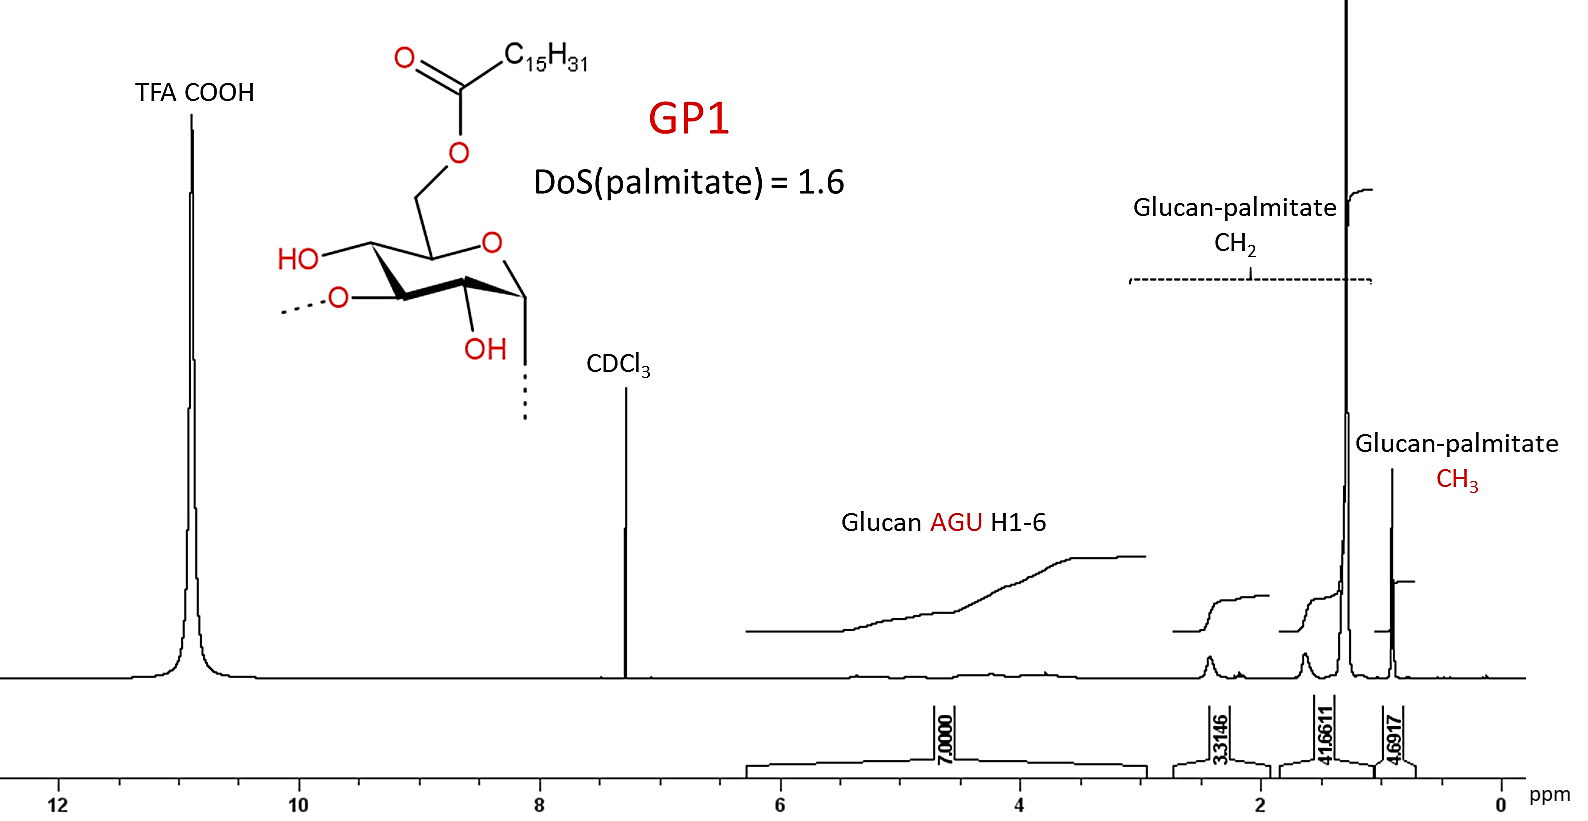 TFA COOH
O
C₁₅H₃₁
O
HO
O
O
OH
GP1
DoS(palmitate) = 1.6
CDCl₃
Glucan-palmitate
CH₂
Glucan-palmitate
CH₃
Glucan AGU H1-6
7.0000
3.3146
41.6611
4.6917
12 10 8 6 4 2 0 ppm